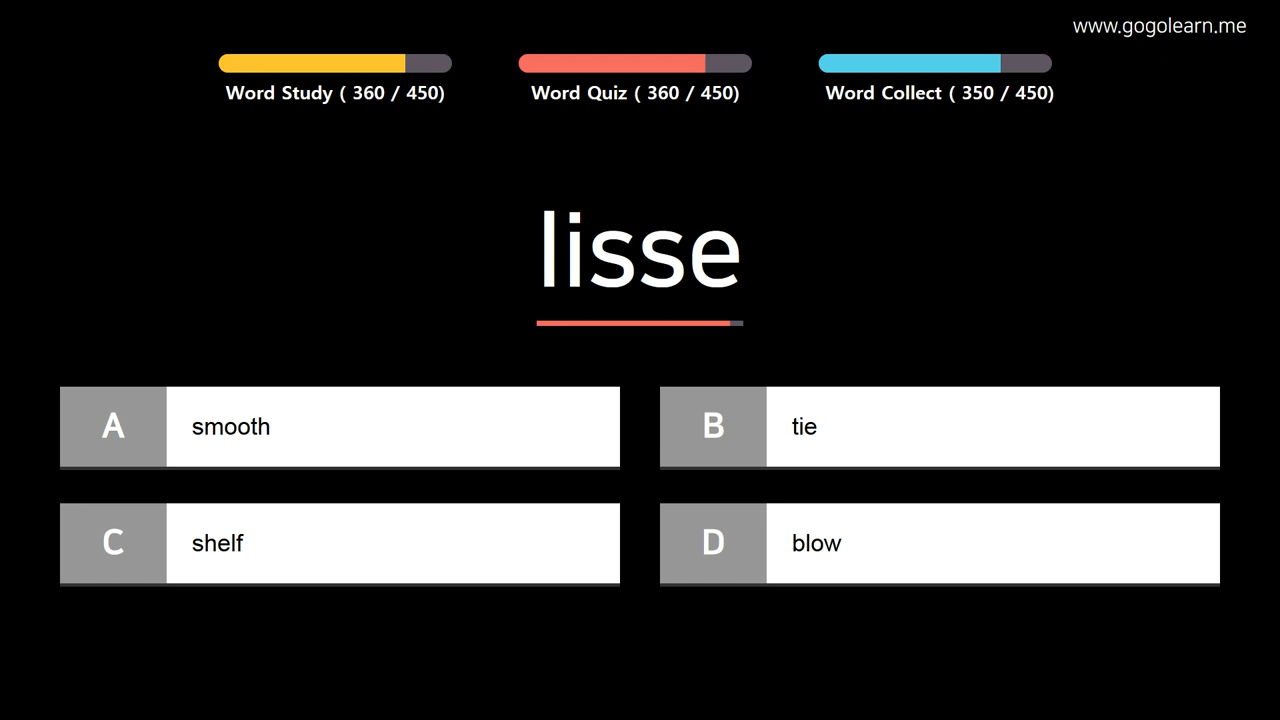 www.gogolearn.me
Word Study ( 360 / 450)
Word Quiz ( 360 / 450)
Word Collect ( 350 / 450)
lisse
A smooth
B tie
C shelf
D blow